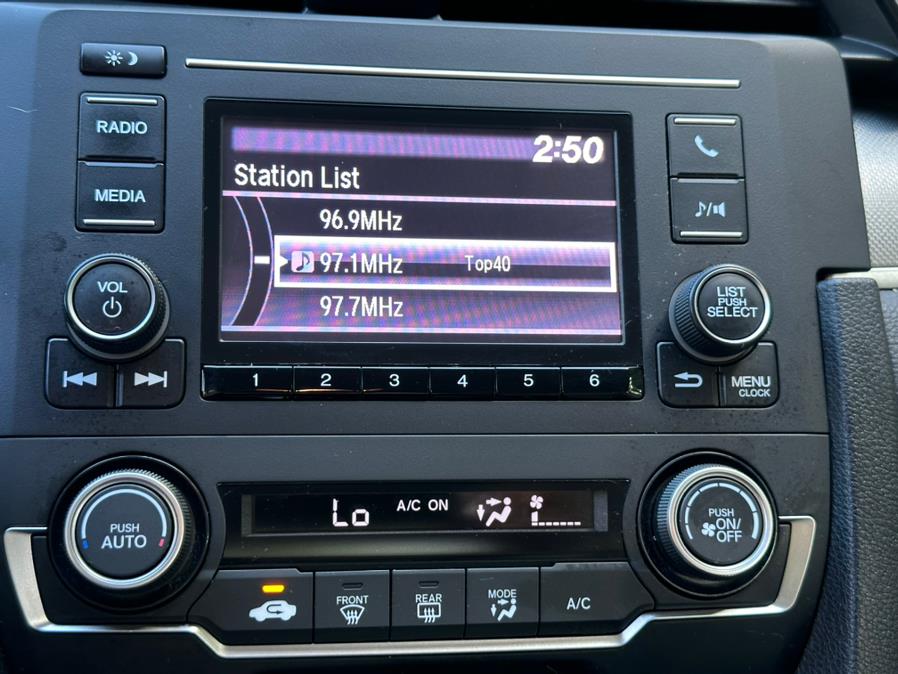 RADIO
MEDIA
VOL
2:50
Station List
96.9MHz
97.1MHz Top40
97.7MHz
LIST
PUSH
SELECT
MENU
CLOCK
1 2 3 4 5 6
PUSH
AUTO
Lo A/C ON
PUSH
ON/
OFF
FRONT
REAR
MODE
A/C